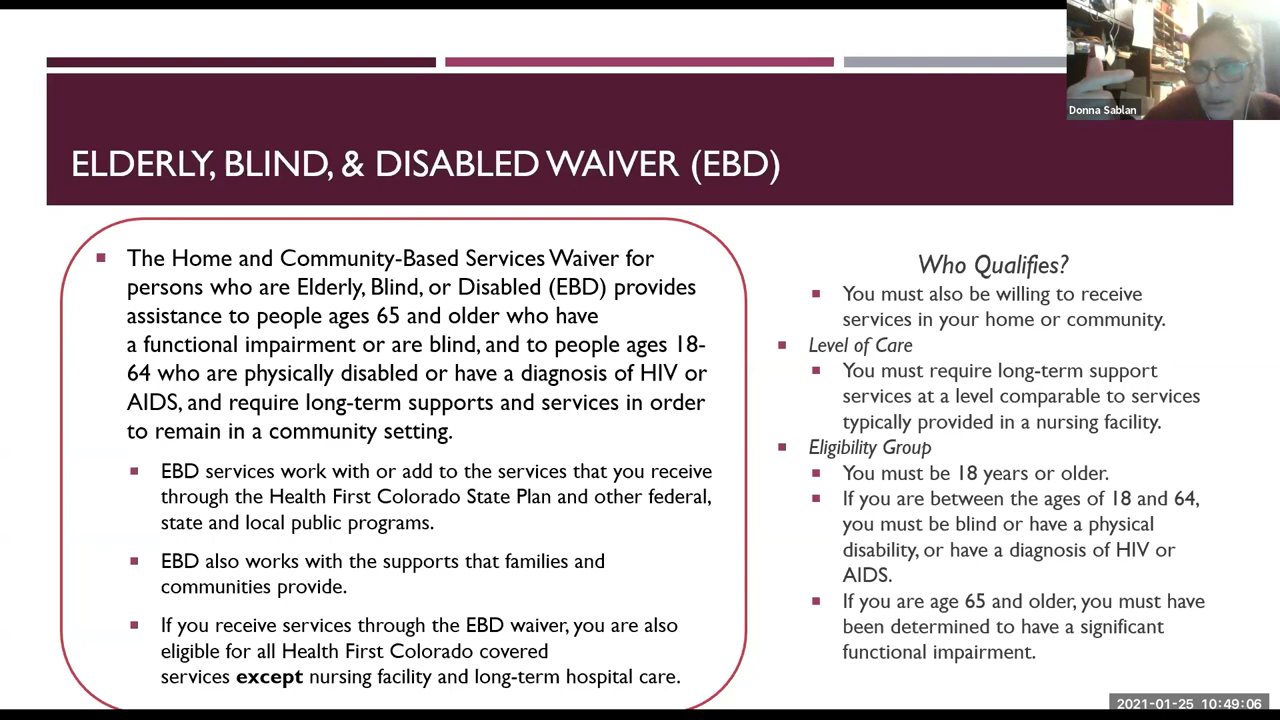 Donna Sablan
ELDERLY, BLIND, & DISABLED WAIVER (EBD)
The Home and Community-Based Services Waiver for
persons who are Elderly, Blind, or Disabled (EBD) provides
assistance to people ages 65 and older who have
a functional impairment or are blind, and to people ages 18-
64 who are physically disabled or have a diagnosis of HIV or
AIDS, and require long-term supports and services in order
to remain in a community setting.
EBD services work with or add to the services that you receive
through the Health First Colorado State Plan and other federal,
state and local public programs.
EBD also works with the supports that families and
communities provide.
If you receive services through the EBD waiver, you are also
eligible for all Health First Colorado covered
services except nursing facility and long-term hospital care.
Who Qualifies?
You must also be willing to receive
services in your home or community.
Level of Care
You must require long-term support
services at a level comparable to services
typically provided in a nursing facility.
Eligibility Group
You must be 18 years or older.
If you are between the ages of 18 and 64,
you must be blind or have a physical
disability, or have a diagnosis of HIV or
AIDS.
If you are age 65 and older, you must have
been determined to have a significant
functional impairment.
2021-01-25 10:49:06